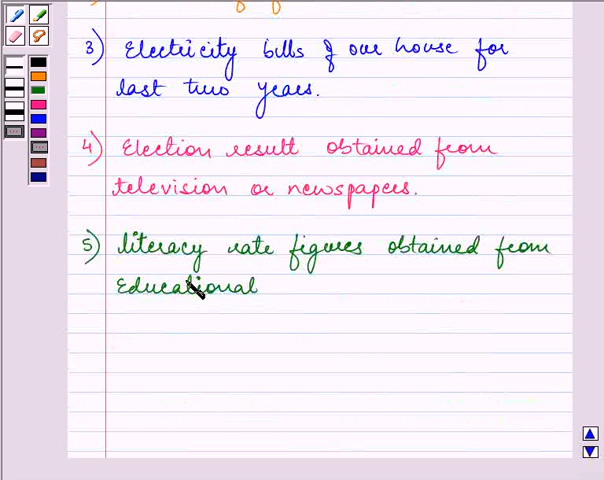 3) Electricity bills of our house for
last two years.
4) Election result obtained from
television or newspapers.
5) literacy rate figures obtained from
Educational